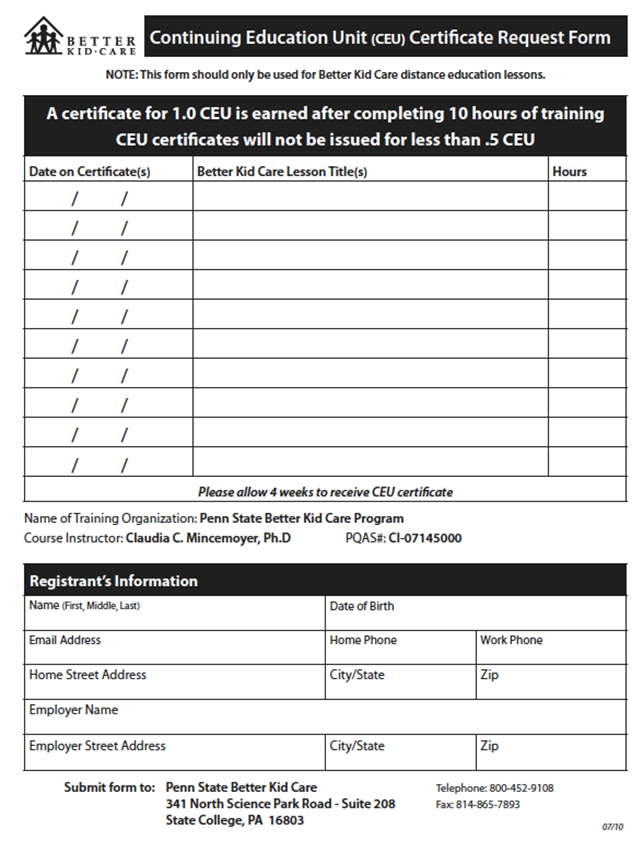 BETTER
KID·CARE
Continuing Education Unit (CEU) Certificate Request Form
NOTE: This form should only be used for Better Kid Care distance education lessons.
A certificate for 1.0 CEU is earned after completing 10 hours of training
CEU certificates will not be issued for less than .5 CEU
Date on Certificate(s) Better Kid Care Lesson Title(s) Hours
/ /
/ /
/ /
/ /
/ /
/ /
/ /
/ /
/ /
/ /
Please allow 4 weeks to receive CEU certificate
Name of Training Organization: Penn State Better Kid Care Program
Course Instructor: Claudia C. Mincemoyer, Ph.D PQAS#: CI-07145000
Registrant's Information
Name (First, Middle, Last) Date of Birth
Email Address Home Phone Work Phone
Home Street Address City/State Zip
Employer Name
Employer Street Address City/State Zip
Submit form to: Penn State Better Kid Care Telephone: 800-452-9108
341 North Science Park Road - Suite 208 Fax: 814-865-7893
State College, PA 16803
07/10